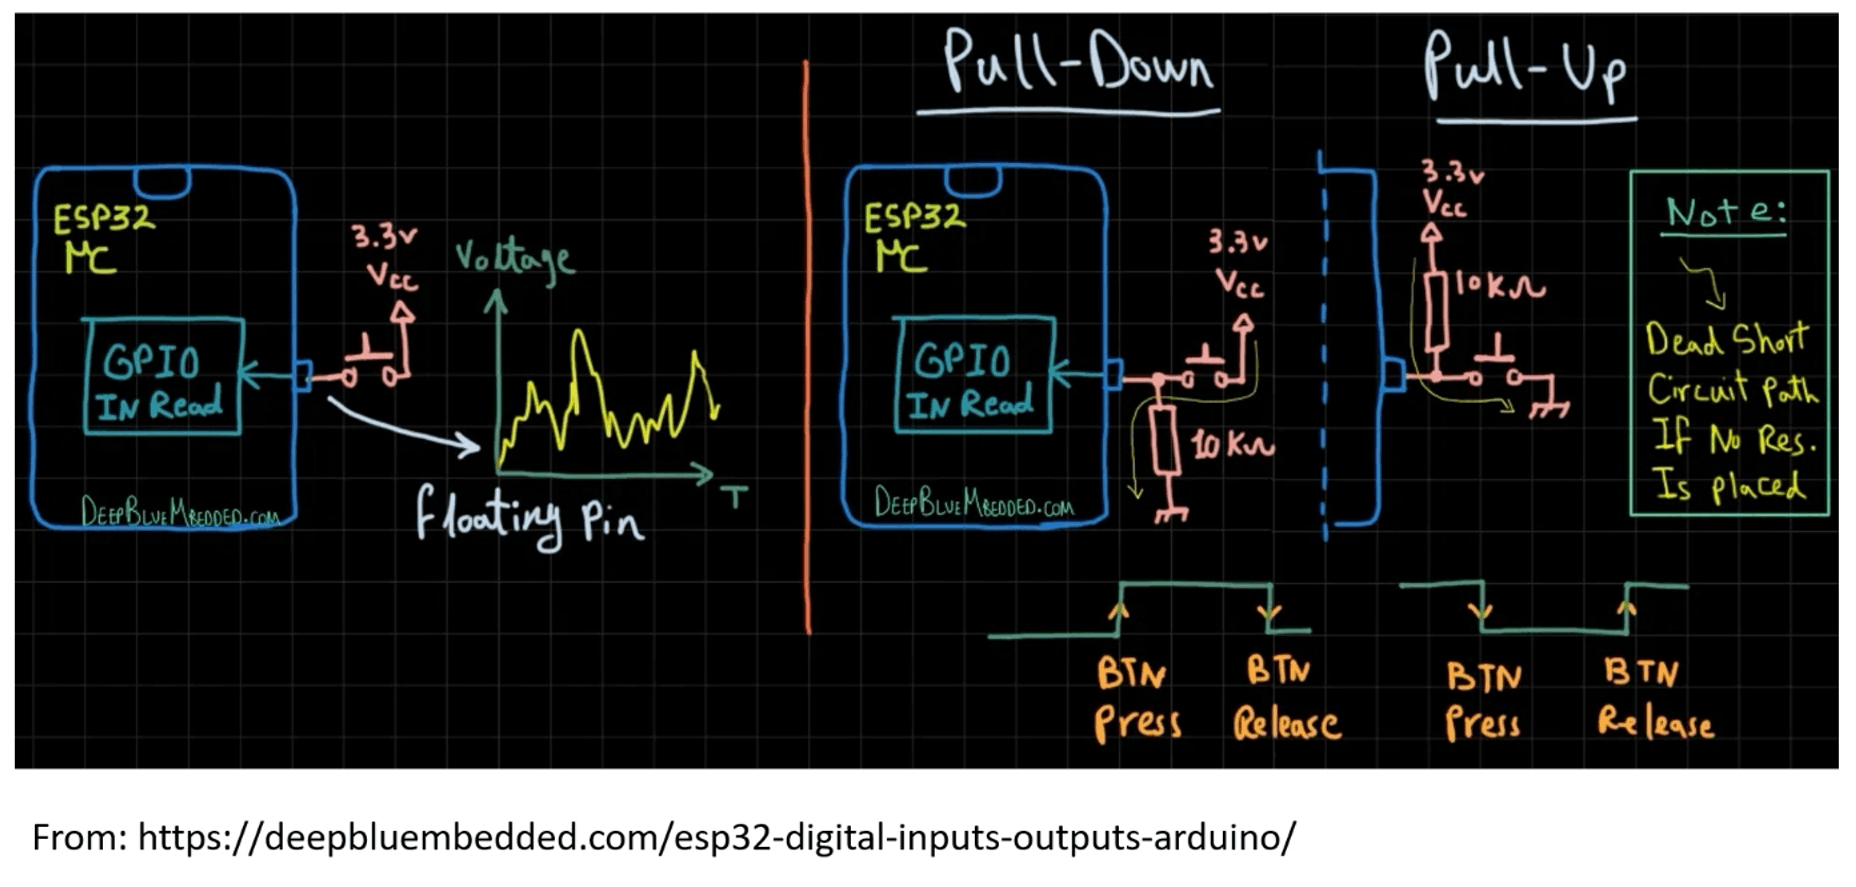 Pull-Down
Pull-Up
ESP32
MC
3.3v
Vcc
Voltage
GPIO
IN Read
DEEPBLUEMBEDDED.COM
T
Floating Pin
ESP32
MC
3.3v
Vcc
GPIO
IN Read
10KΩ
DEEPBLUEMBEDDED.COM
3.3v
Vcc
10KΩ
Note:
Dead Short
Circuit Path
If No Res.
Is placed
BTN
Press
BTN
Release
BTN
Press
BTN
Release
From: https://deepbluembedded.com/esp32-digital-inputs-outputs-arduino/